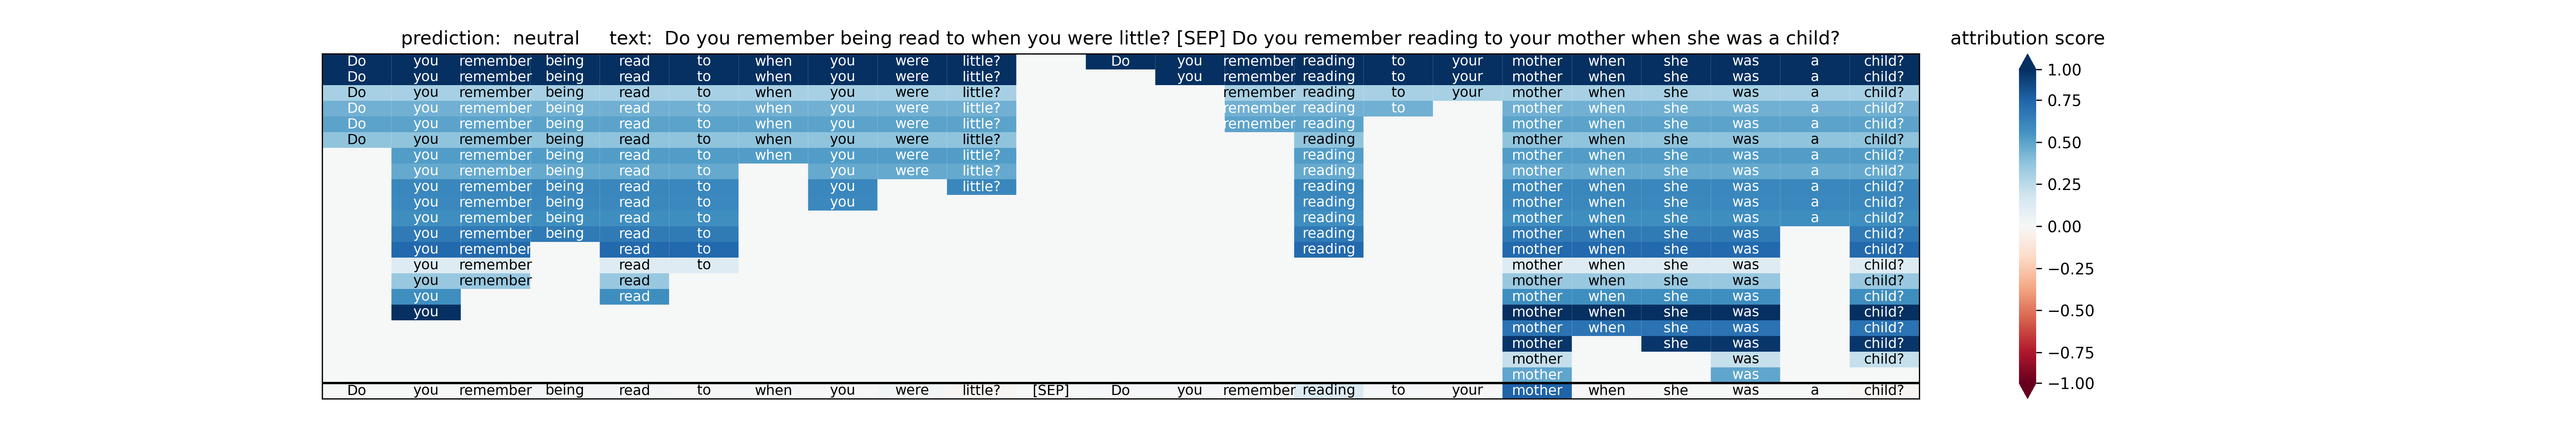 prediction: neutral text: Do you remember being read to when you were little? [SEP] Do you remember reading to your mother when she was a child? attribution score
Do you remember being read to when you were little? Do you remember reading to your mother when she was a child?
Do you remember being read to when you were little? you remember reading to your mother when she was a child?
Do you remember being read to when you were little? remember reading to your mother when she was a child?
Do you remember being read to when you were little? remember reading to mother when she was a child?
Do you remember being read to when you were little? remember reading mother when she was a child?
Do you remember being read to when you were little? reading mother when she was a child?
you remember being read to when you were little? reading mother when she was a child?
you remember being read to you were little? reading mother when she was a child?
you remember being read to you little? reading mother when she was a child?
you remember being read to you reading mother when she was a child?
you remember being read to reading mother when she was a child?
you remember being read to reading mother when she was child?
you remember read to reading mother when she was child?
you remember read to mother when she was child?
you remember read mother when she was child?
you read mother when she was child?
you mother when she was child?
mother when she was child?
mother she was child?
mother was child?
mother was
Do you remember being read to when you were little? [SEP] Do you remember reading to your mother when she was a child?
1.00
0.75
0.50
0.25
0.00
−0.25
−0.50
−0.75
−1.00